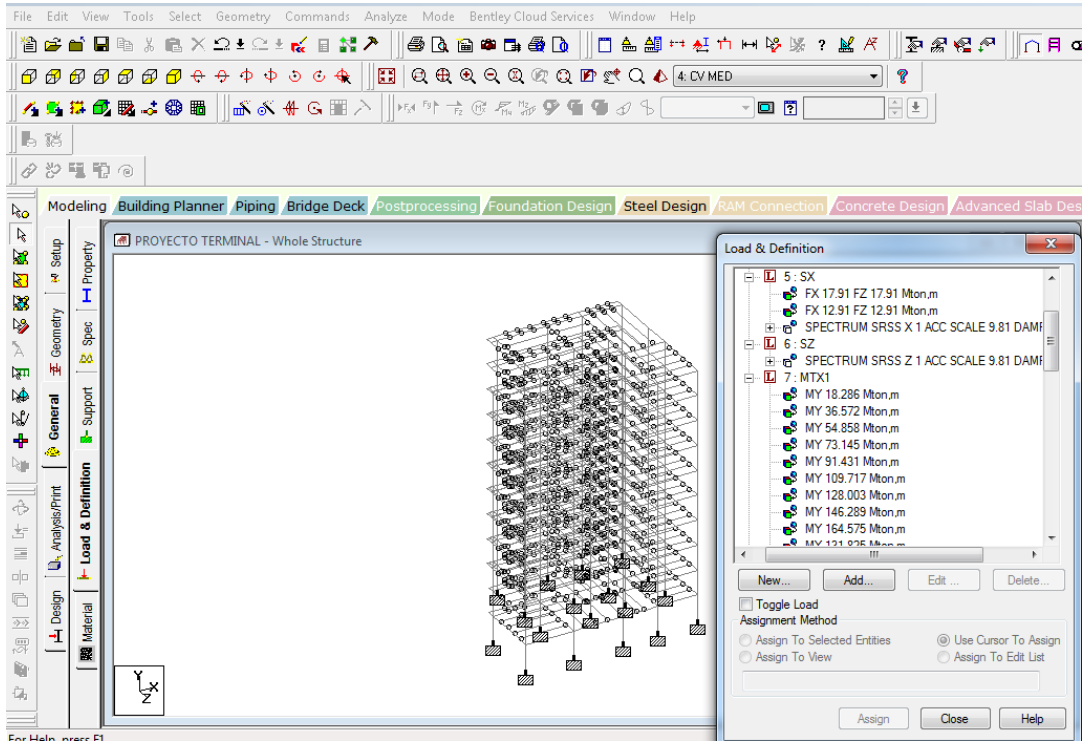 File Edit View Tools Select Geometry Commands Analyze Mode Bentley Cloud Services Window Help
4: CV MED
Modeling Building Planner Piping Bridge Deck Postprocessing Foundation Design Steel Design RAM Connection Concrete Design Advanced Slab Des
Setup
Geometry
General
Analysis/Print
Design
Property
Spec
Support
Load & Definition
Material
PROYECTO TERMINAL - Whole Structure
Y
X
Z
Load & Definition
L 5 : SX
FX 17.91 FZ 17.91 Mton,m
FX 12.91 FZ 12.91 Mton,m
SPECTRUM SRSS X 1 ACC SCALE 9.81 DAMF
L 6 : SZ
SPECTRUM SRSS Z 1 ACC SCALE 9.81 DAMF
L 7 : MTX1
MY 18.286 Mton,m
MY 36.572 Mton,m
MY 54.858 Mton,m
MY 73.145 Mton,m
MY 91.431 Mton,m
MY 109.717 Mton,m
MY 128.003 Mton,m
MY 146.289 Mton,m
MY 164.575 Mton,m
MY 131.825 Mton,m
New... Add... Edit ... Delete...
Toggle Load
Assignment Method
Assign To Selected Entities Use Cursor To Assign
Assign To View Assign To Edit List
Assign Close Help
For Help, press F1